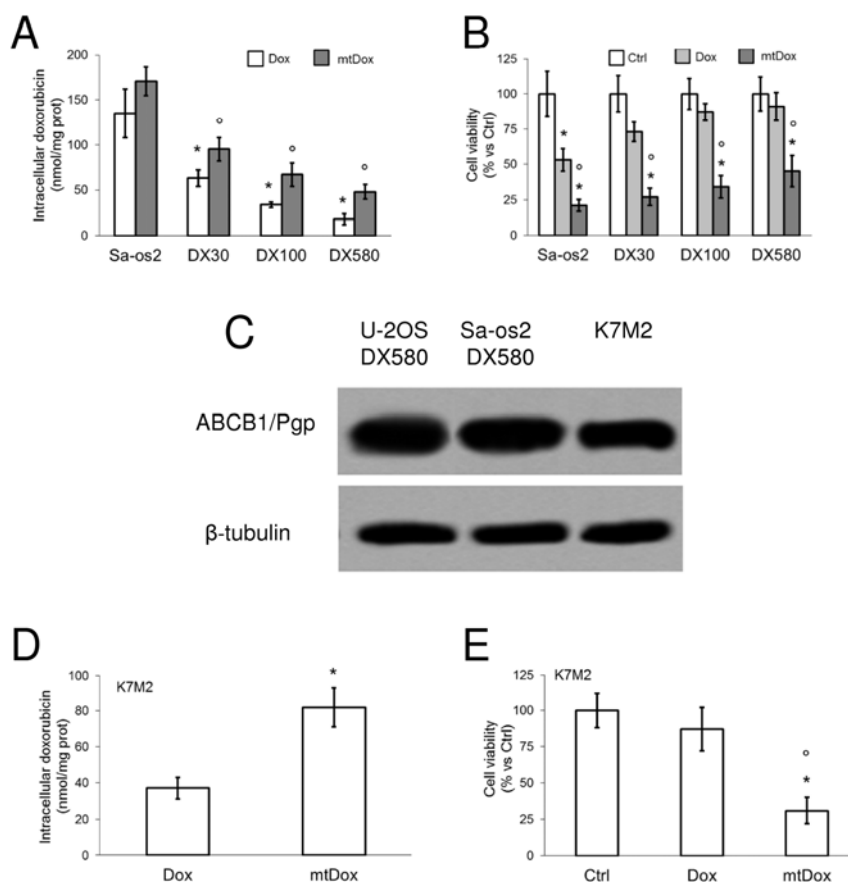 A
Dox mtDox
Intracellular doxorubicin
(nmol/mg prot)
200
150
100
50
0
* ° * ° * °
Sa-os2 DX30 DX100 DX580
B
Ctrl Dox mtDox
Cell viability
(% vs Ctrl)
125
100
75
50
25
0
* ° * ° * ° * ° *
Sa-os2 DX30 DX100 DX580
C
U-2OS Sa-os2 K7M2
DX580 DX580
ABCB1/Pgp
β-tubulin
D
K7M2
Intracellular doxorubicin
(nmol/mg prot)
100
80
60
40
20
0
*
Dox mtDox
E
K7M2
Cell viability
(% vs Ctrl)
125
100
75
50
25
0
°
*
Ctrl Dox mtDox